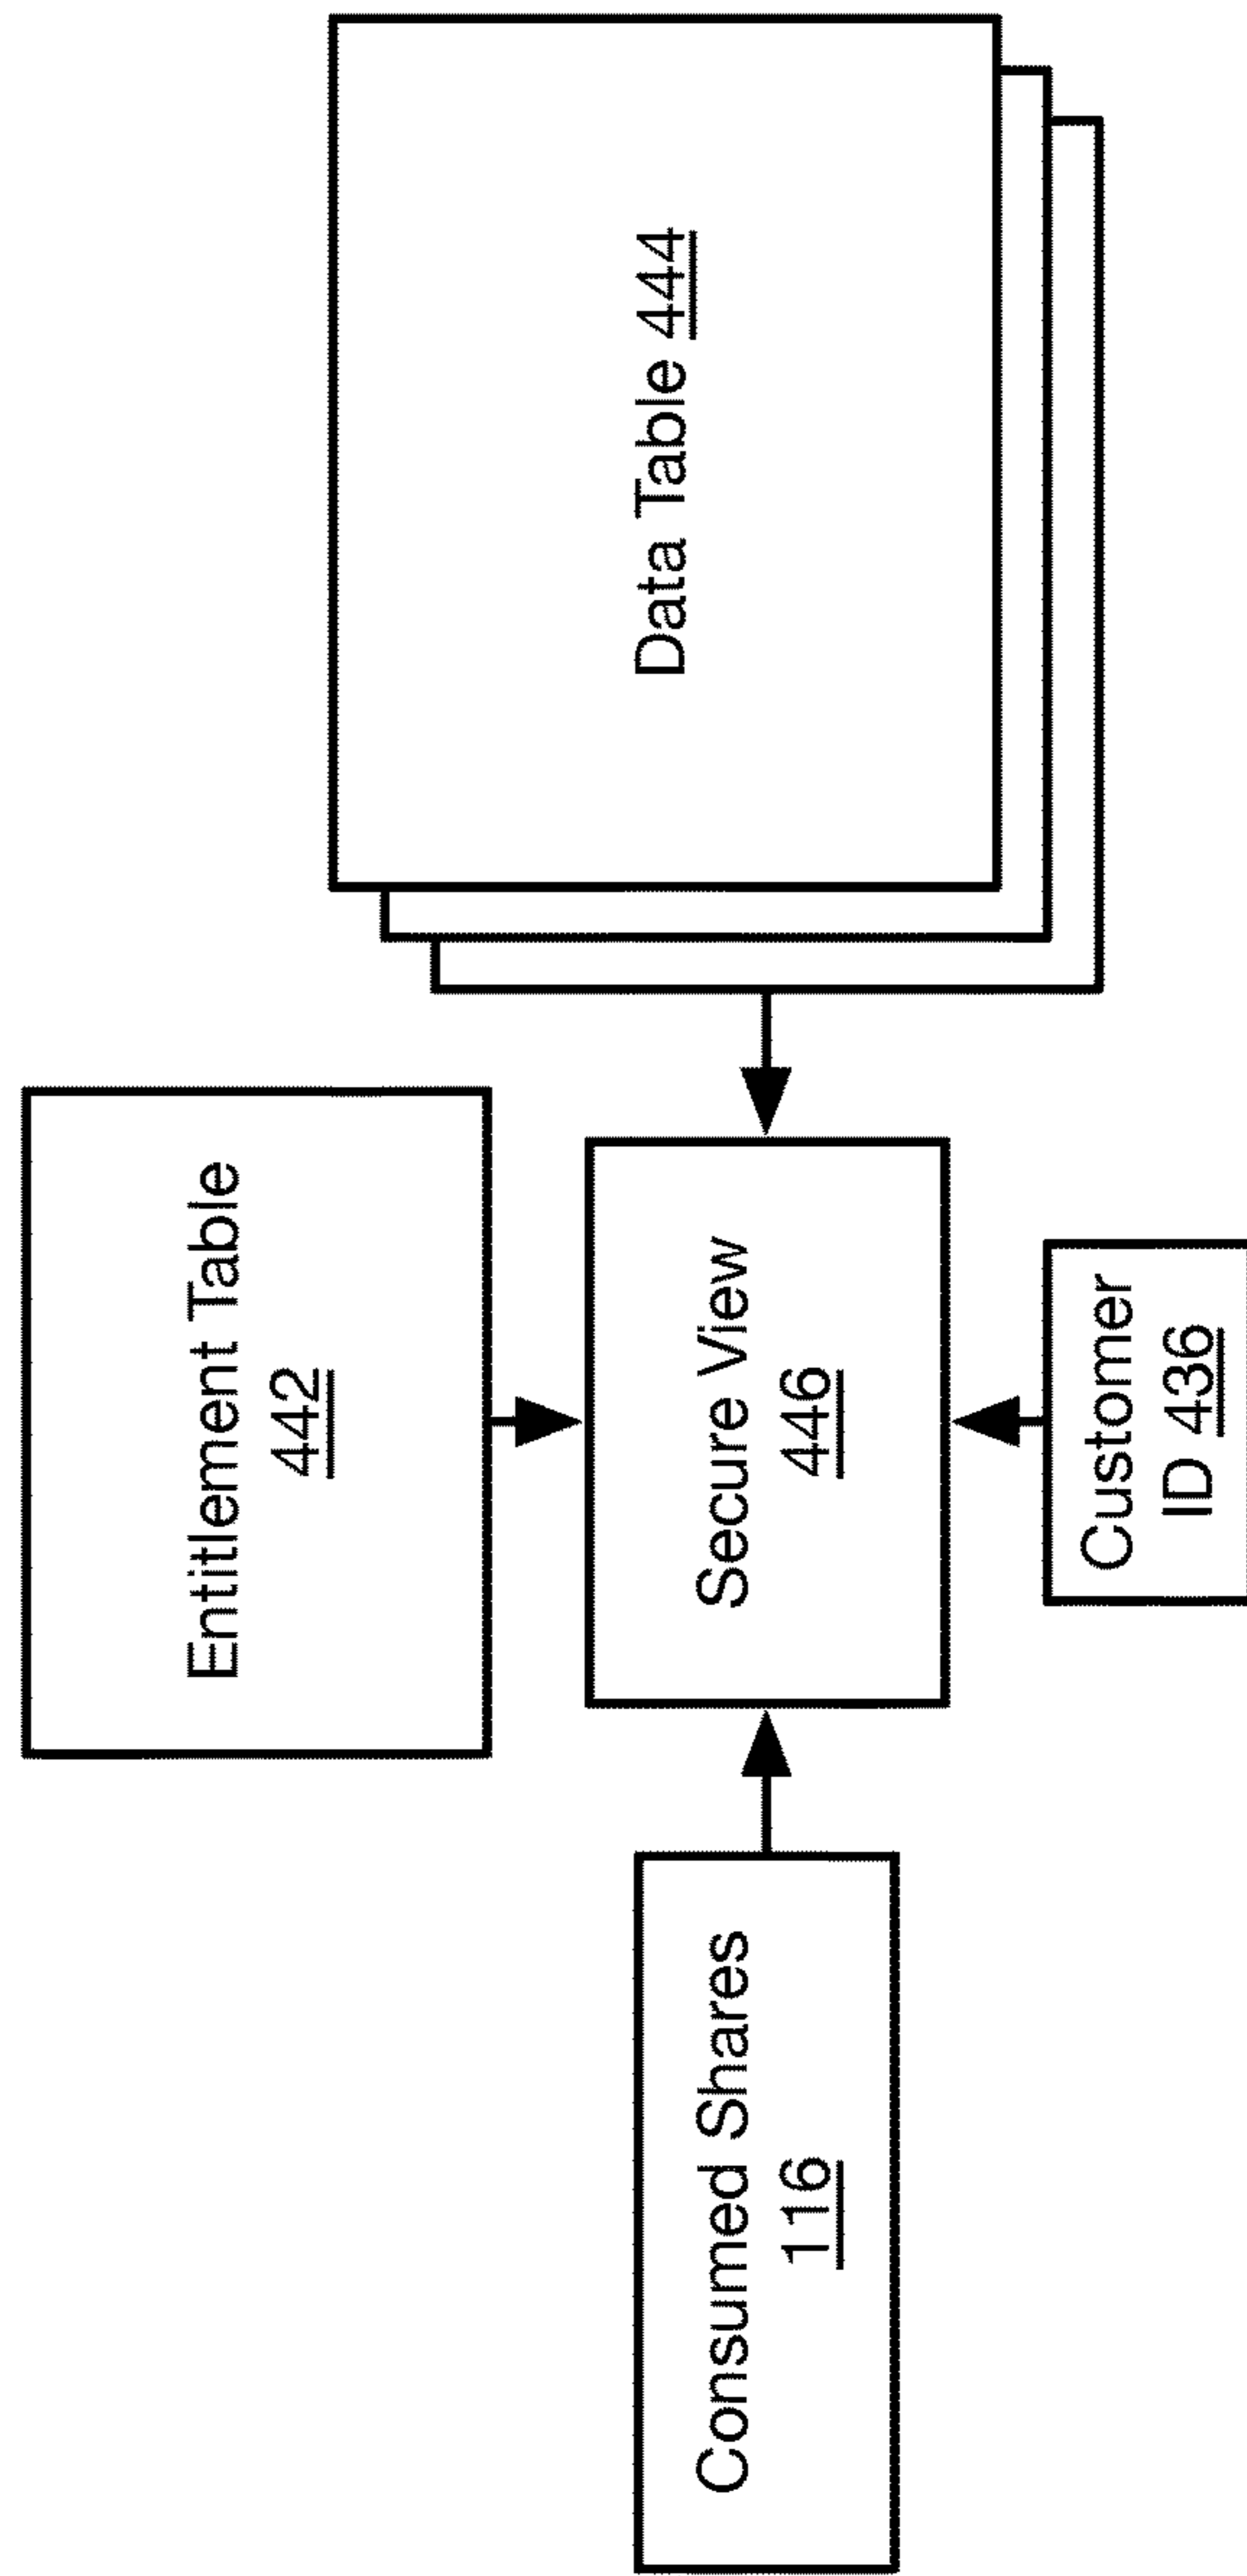 Entitlement Table
442
Consumed Shares
116
Secure View
446
Data Table 444
Customer
ID 436